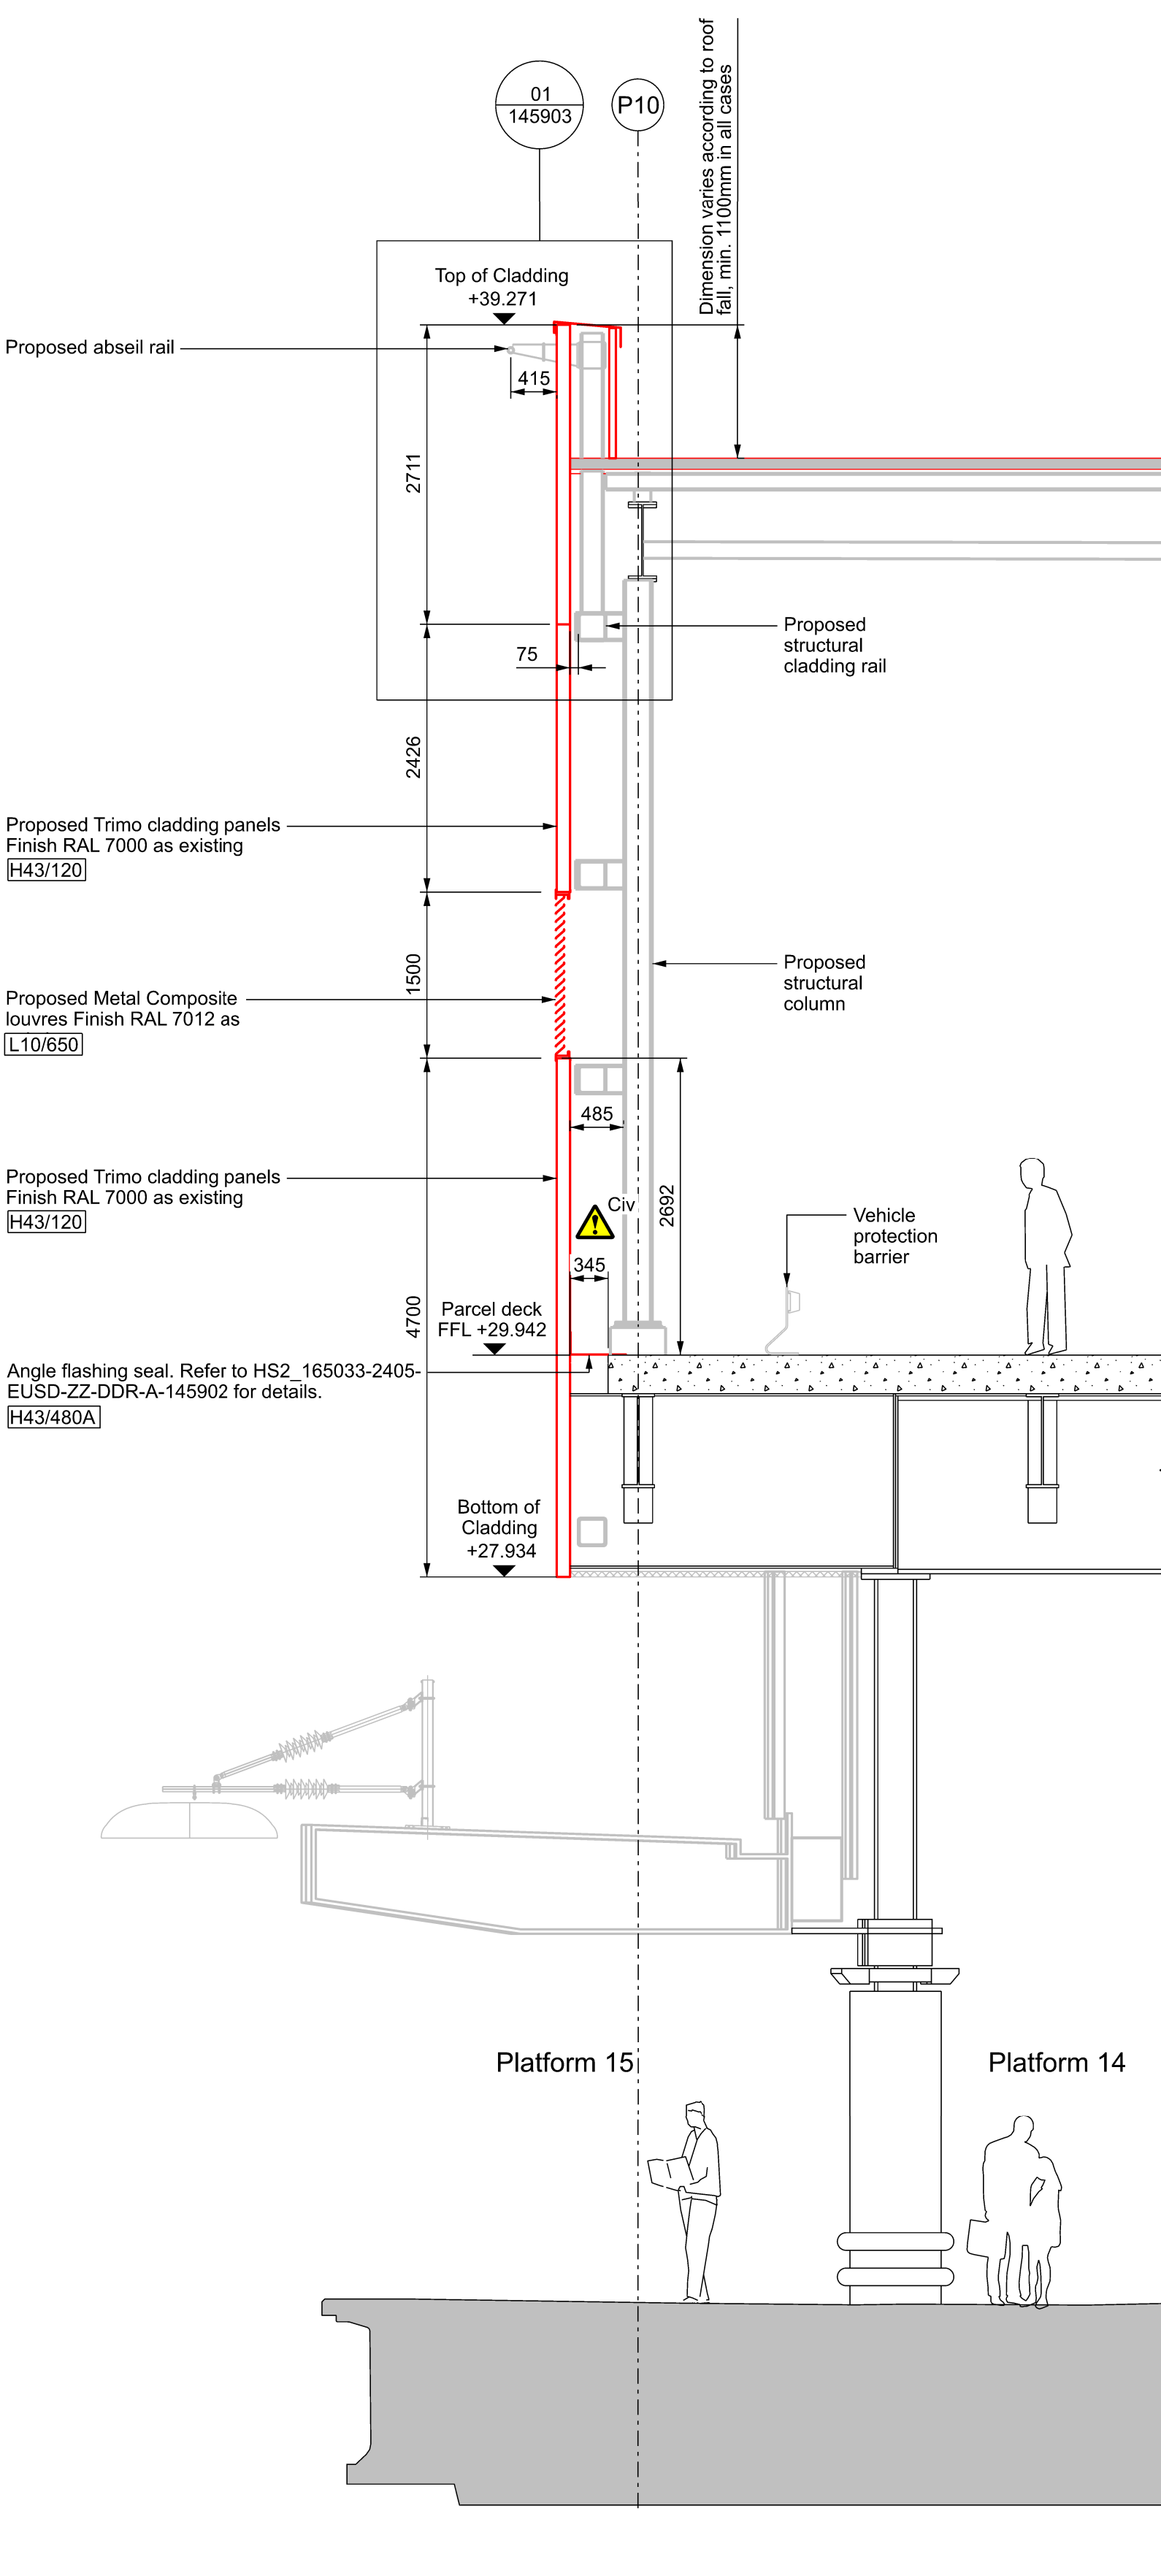 Dimension varies according to roof
fall, min. 1100mm in all cases
01
145903
P10
Top of Cladding
+39.271
Proposed abseil rail
415
2711
Proposed
structural
cladding rail
75
2426
Proposed Trimo cladding panels
Finish RAL 7000 as existing
H43/120
1500
Proposed
structural
column
Proposed Metal Composite
louvres Finish RAL 7012 as
L10/650
485
Proposed Trimo cladding panels
Finish RAL 7000 as existing
H43/120
2692
Civ
!
Vehicle
protection
barrier
345
4700
Parcel deck
FFL +29.942
Angle flashing seal. Refer to HS2_165033-2405-
EUSD-ZZ-DDR-A-145902 for details.
H43/480A
Bottom of
Cladding
+27.934
Platform 15
Platform 14